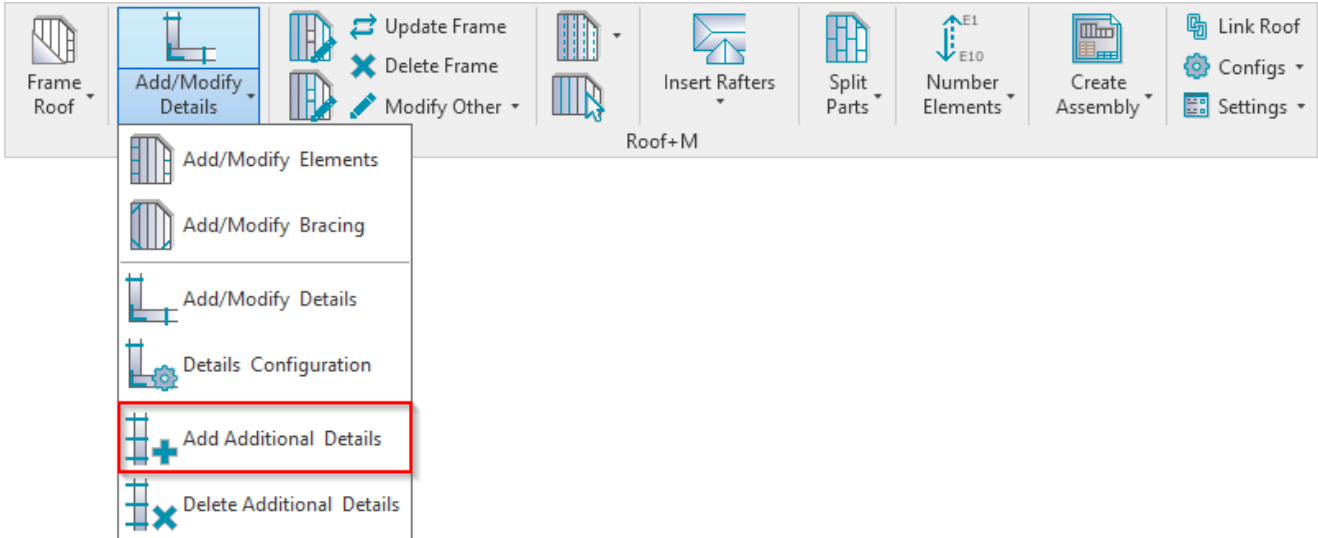 Frame
Roof
Add/Modify
Details
Update Frame
Delete Frame
Modify Other
Insert Rafters
Split
Parts
E1
E10
Number
Elements
Create
Assembly
Link Roof
Configs
Settings
Roof+M
Add/Modify Elements
Add/Modify Bracing
Add/Modify Details
Details Configuration
Add Additional Details
Delete Additional Details